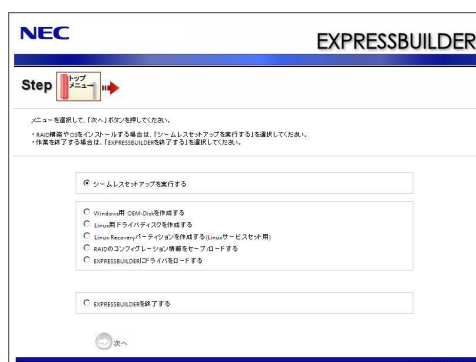 NEC
EXPRESSBUILDER
Step トップメニュー
メニューを選択して、「次へ」ボタンを押してください。
・RAID構築やOSをインストールする場合は、「シームレスセットアップを実行する」を選択してください。
・作業を終了する場合は、「EXPRESSBUILDERを終了する」を選択してください。
シームレスセットアップを実行する
Windows用 OEM-Diskを作成する
Linux用ドライバディスクを作成する
Linux Recoveryパーティションを作成する(Linuxサービスセット用)
RAIDのコンフィグレーション情報をセーブ/ロードする
EXPRESSBUILDERにドライバをロードする
EXPRESSBUILDERを終了する
次へ